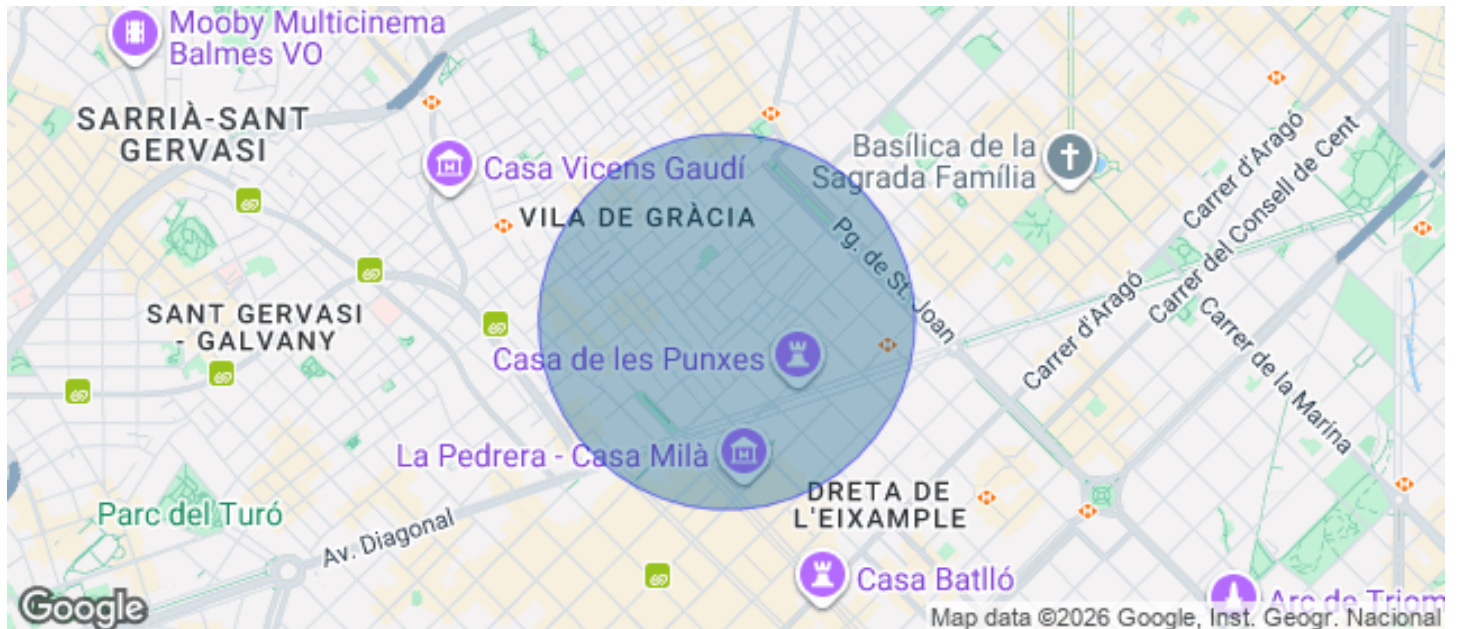 Mooby Multicinema
Balmes VO
SARRIÀ-SANT
GERVASI
Casa Vicens Gaudí
Basílica de la
Sagrada Família
Carrer d'Aragó
Carrer del Consell de Cent
VILA DE GRÀCIA
Pg. de St. Joan
SANT GERVASI
- GALVANY
Casa de les Punxes
Carrer d'Aragó
Carrer de la Marina
La Pedrera - Casa Milà
DRETA DE
L'EIXAMPLE
Parc del Turó
Av. Diagonal
Casa Batlló
Arc de Triom
Google
Map data ©2026 Google, Inst. Geogr. Nacional